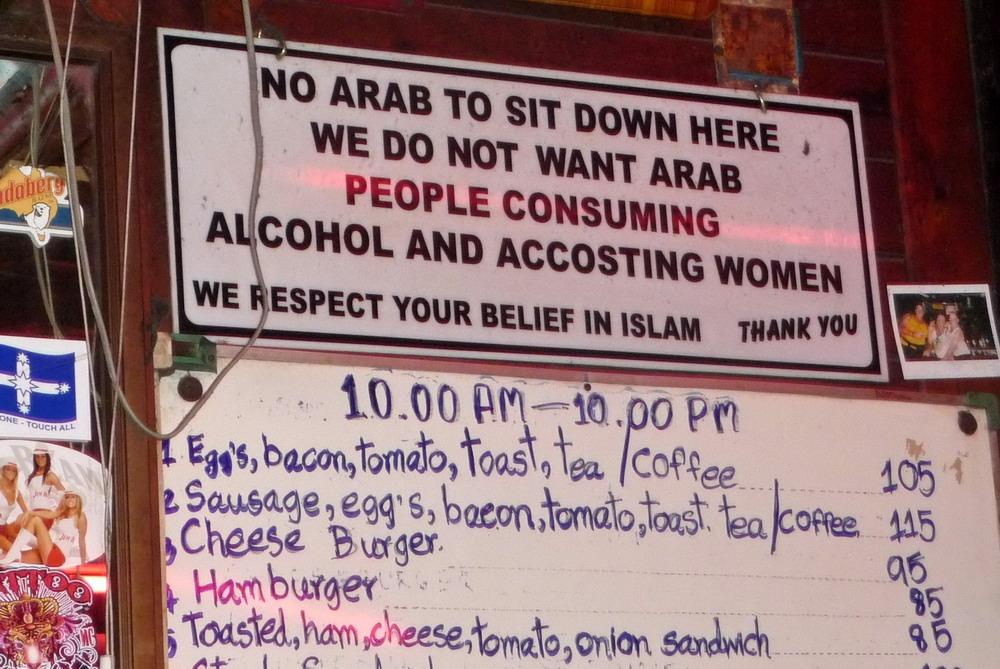 NO ARAB TO SIT DOWN HERE
WE DO NOT WANT ARAB
PEOPLE CONSUMING
ALCOHOL AND ACCOSTING WOMEN
WE RESPECT YOUR BELIEF IN ISLAM THANK YOU
10.00 AM—10.00 PM
1 Egg's, bacon, tomato, toast, tea / coffee 105
2 Sausage, egg's, bacon, tomato, toast. tea / coffee 115
3 Cheese Burger. 95
4 Hamburger 85
5 Toasted, ham, cheese, tomato, onion sandwich 85
ONE - TOUCH ALL